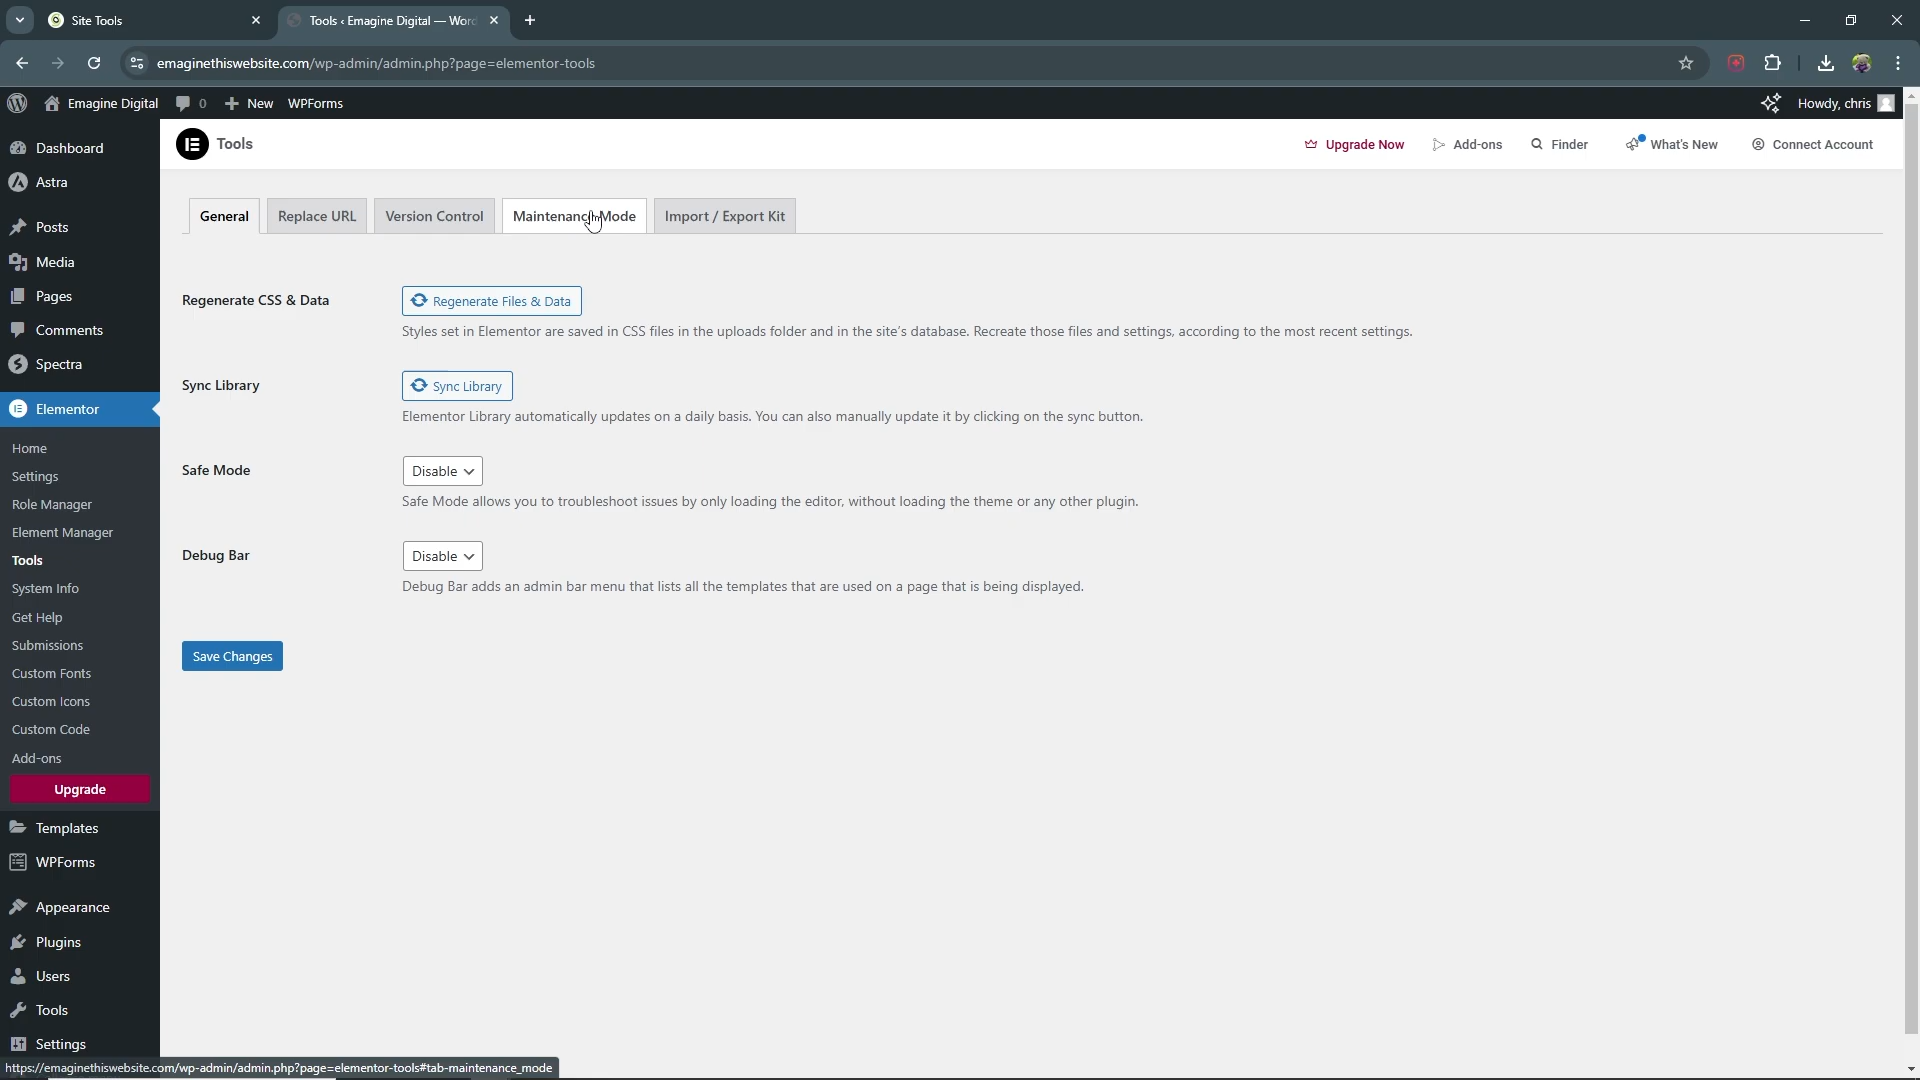 Site Tools
Tools ‹ Emagine Digital — Word
emaginethiswebsite.com/wp-admin/admin.php?page=elementor-tools
Emagine Digital
0
New
WPForms
Howdy, chris
Dashboard
Astra
Posts
Media
Pages
Comments
Spectra
Elementor
Home
Settings
Role Manager
Element Manager
Tools
System Info
Get Help
Submissions
Custom Fonts
Custom Icons
Custom Code
Add-ons
Upgrade
Templates
WPForms
Appearance
Plugins
Users
Tools
Settings
Tools
Upgrade Now
Add-ons
Finder
What's New
Connect Account
General
Replace URL
Version Control
Maintenance Mode
Import / Export Kit
Regenerate CSS & Data
Regenerate Files & Data
Styles set in Elementor are saved in CSS files in the uploads folder and in the site’s database. Recreate those files and settings, according to the most recent settings.
Sync Library
Sync Library
Elementor Library automatically updates on a daily basis. You can also manually update it by clicking on the sync button.
Safe Mode
Disable
Safe Mode allows you to troubleshoot issues by only loading the editor, without loading the theme or any other plugin.
Debug Bar
Disable
Debug Bar adds an admin bar menu that lists all the templates that are used on a page that is being displayed.
Save Changes
https://emaginethiswebsite.com/wp-admin/admin.php?page=elementor-tools#tab-maintenance_mode